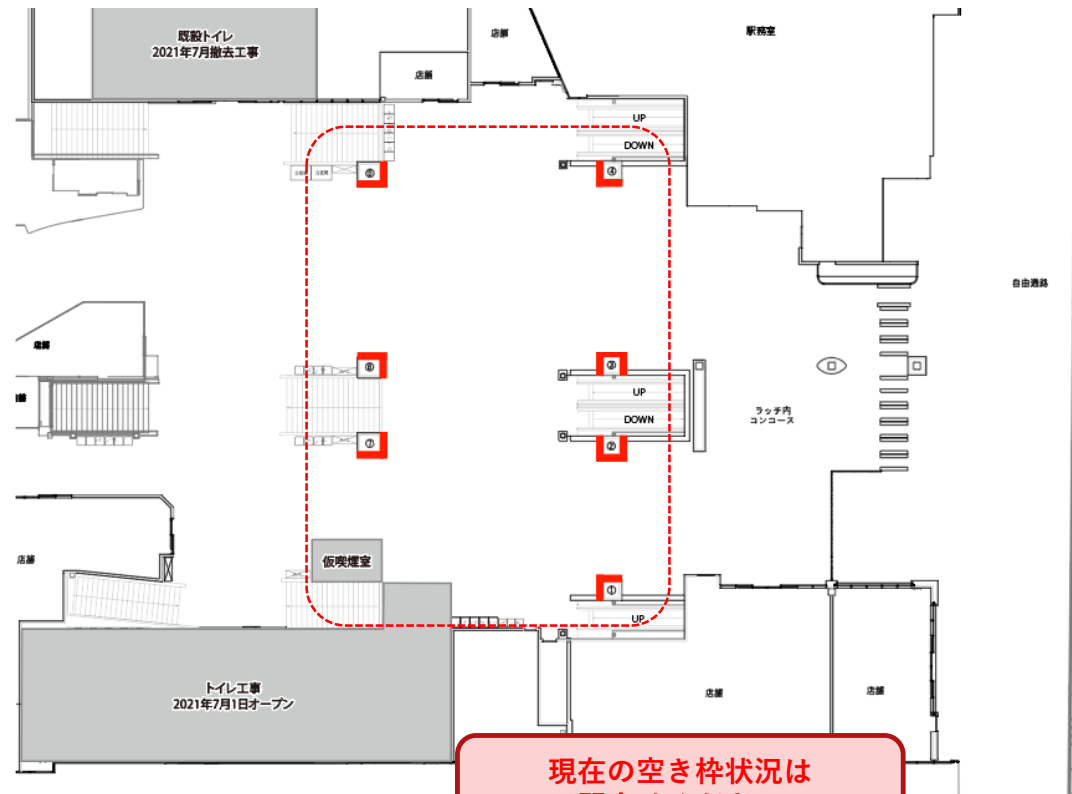 既設トイレ
2021年7月撤去工事
店舗
店舗
駅務室
UP
DOWN
⑤
④
自由通路
店舗
⑥
③
UP
DOWN
ラッチ内
コンコース
⑦
②
店舗
仮喫煙室
①
UP
トイレ工事
2021年7月1日オープン
店舗
店舗
現在の空き枠状況は